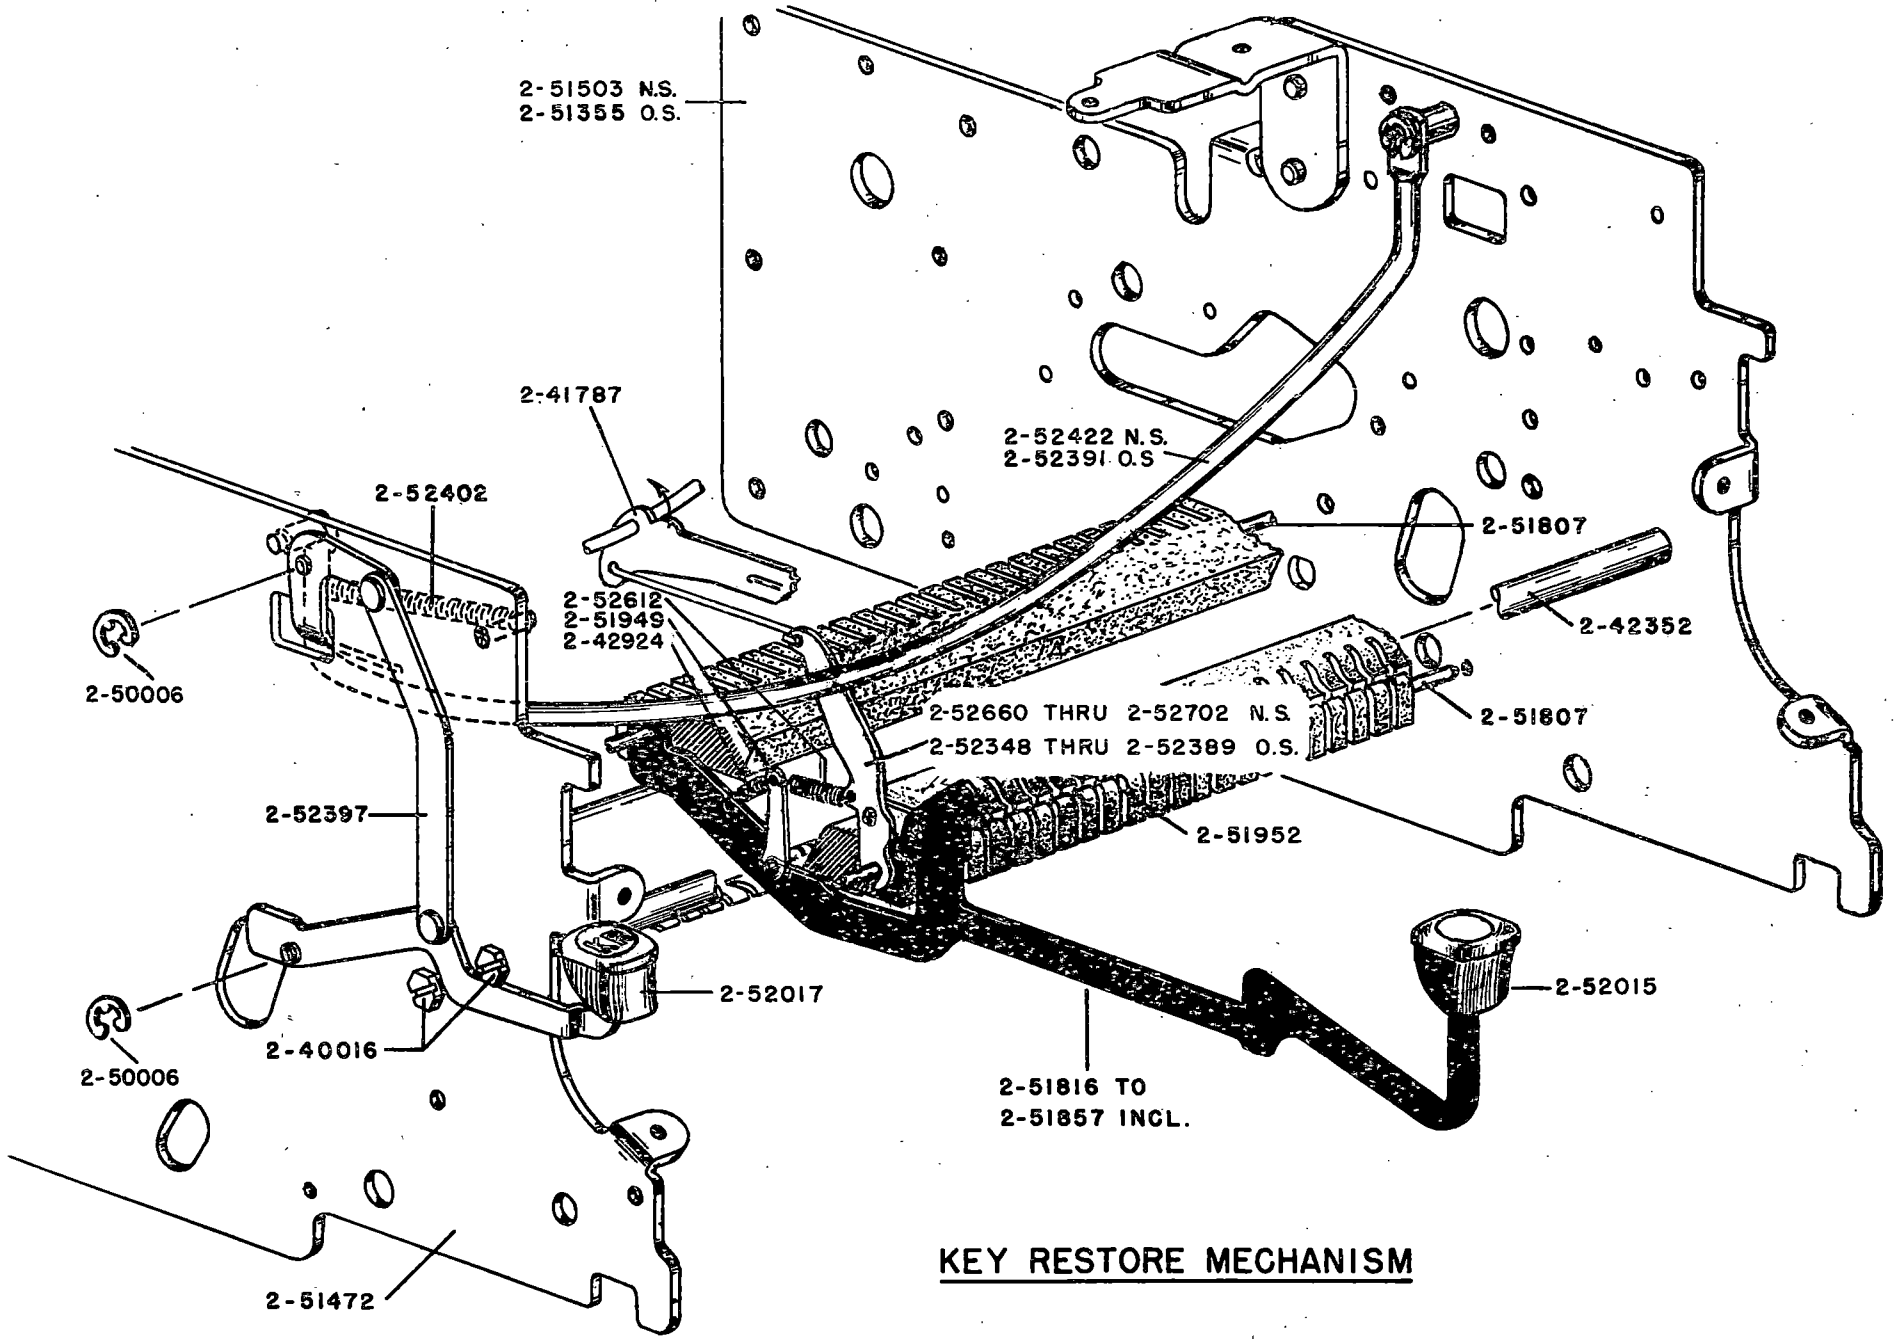 2-51503 N.S.
2-51355 O.S.
2-41787
2-52422 N.S.
2-52391 O.S
2-52402
2-51807
2-52612
2-51949
2-42924
2-42352
2-50006
2-52660 THRU 2-52702 N.S.
2-52348 THRU 2-52389 O.S.
2-51807
2-52397
2-51952
2-52017
2-52015
2-40016
2-50006
2-51816 TO
2-51857 INCL.
KEY RESTORE MECHANISM
2-51472